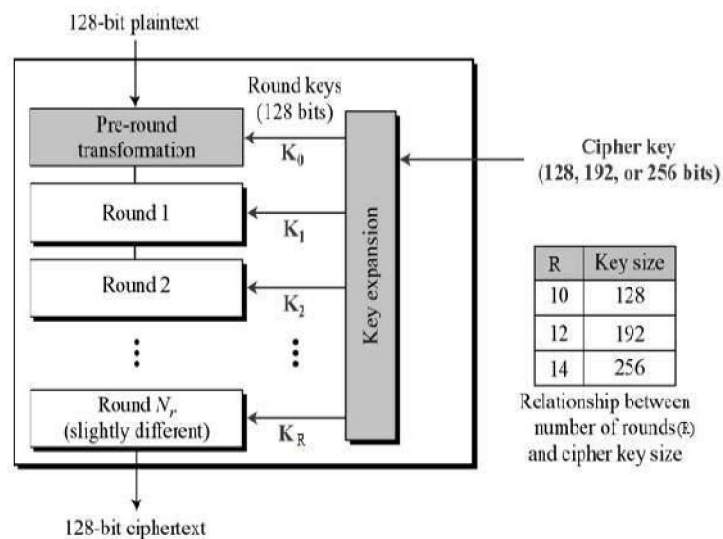 128-bit plaintext
Round keys
(128 bits)
Pre-round
transformation
K0
Cipher key
(128, 192, or 256 bits)
Round 1
K1
Round 2
K2
Key expansion
Round Nr
(slightly different)
KR
128-bit ciphertext
R Key size
10 128
12 192
14 256
Relationship between
number of rounds(R)
and cipher key size